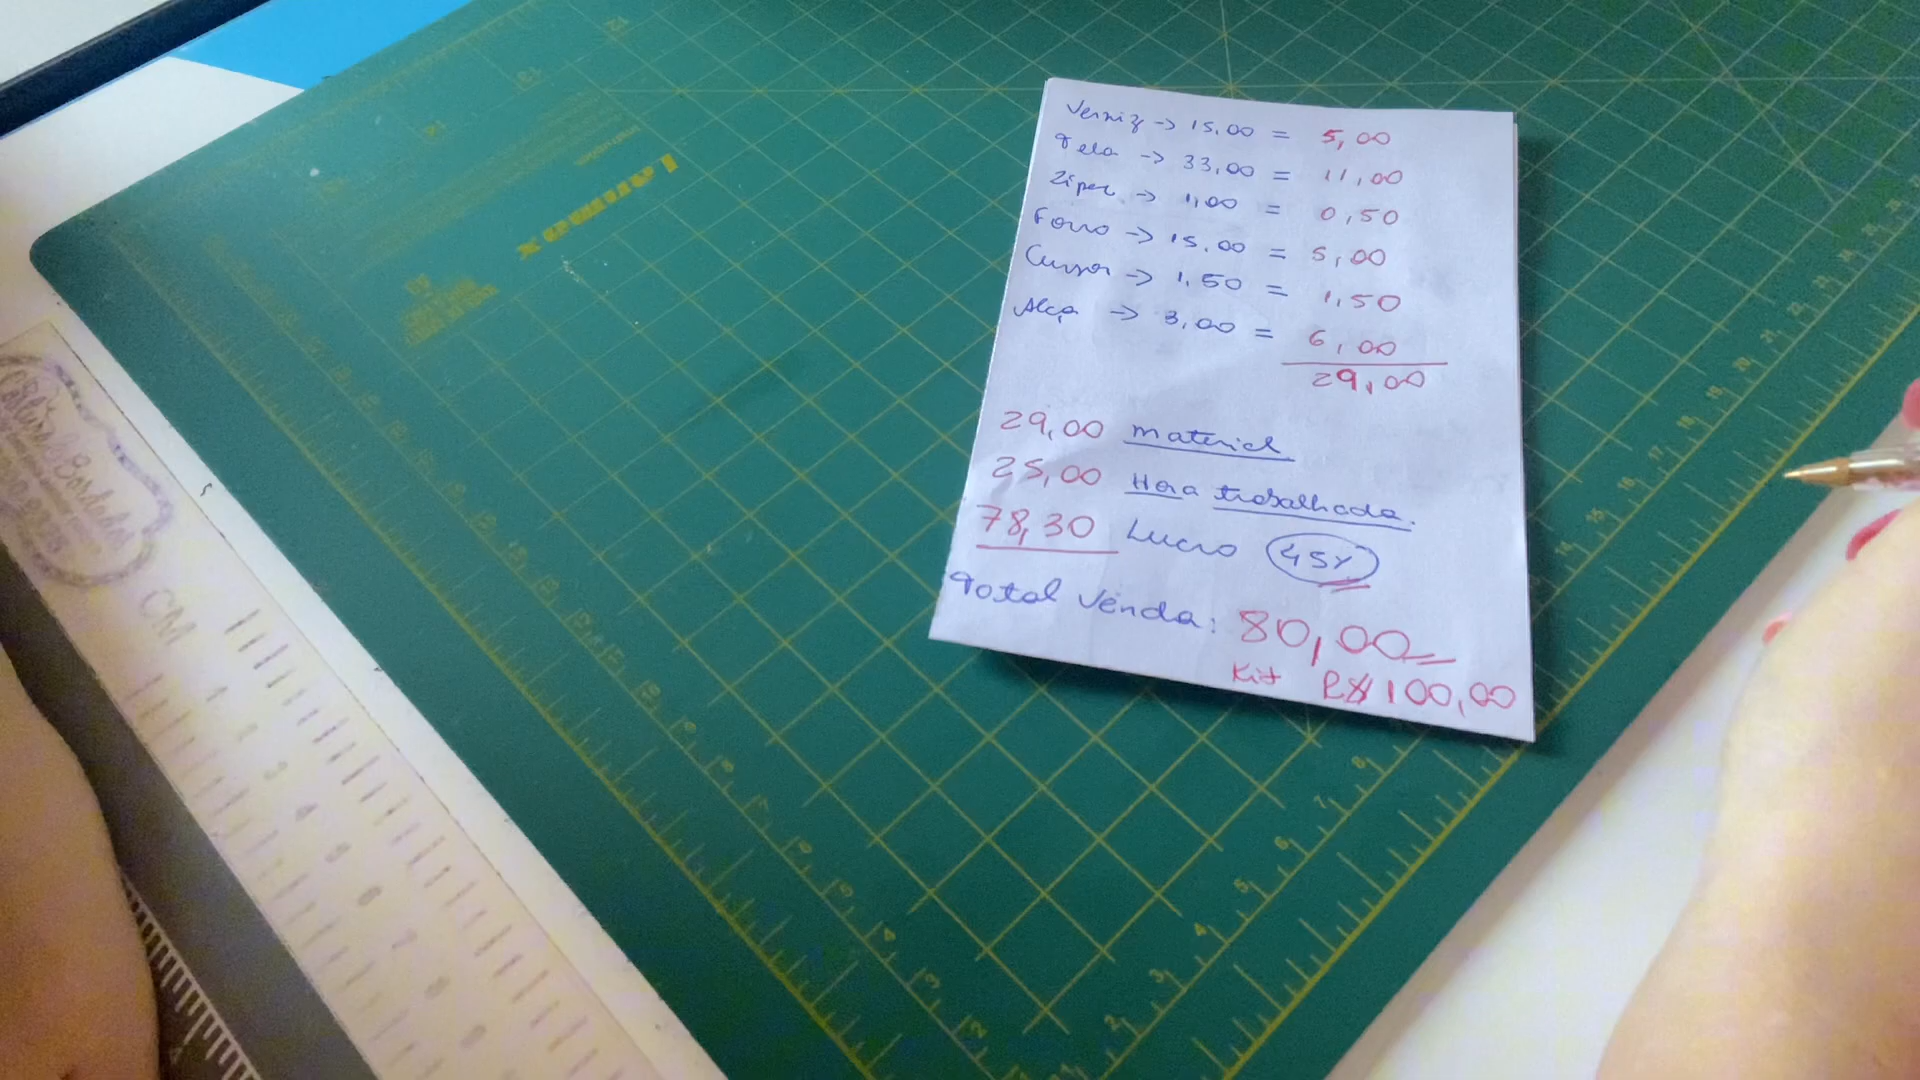 Verniz -> 15,00 = 5,00
Tela -> 33,00 = 11,00
Ziper -> 1,00 = 0,50
Forro -> 15,00 = 5,00
Cursor -> 1,50 = 1,50
Alça -> 3,00 = 6,00
29,00
29,00 material
25,00 Hora trabalhada.
78,30 Lucro 45%
Total Venda: 80,00
Kit R$ 100,00
Lanmax
CM